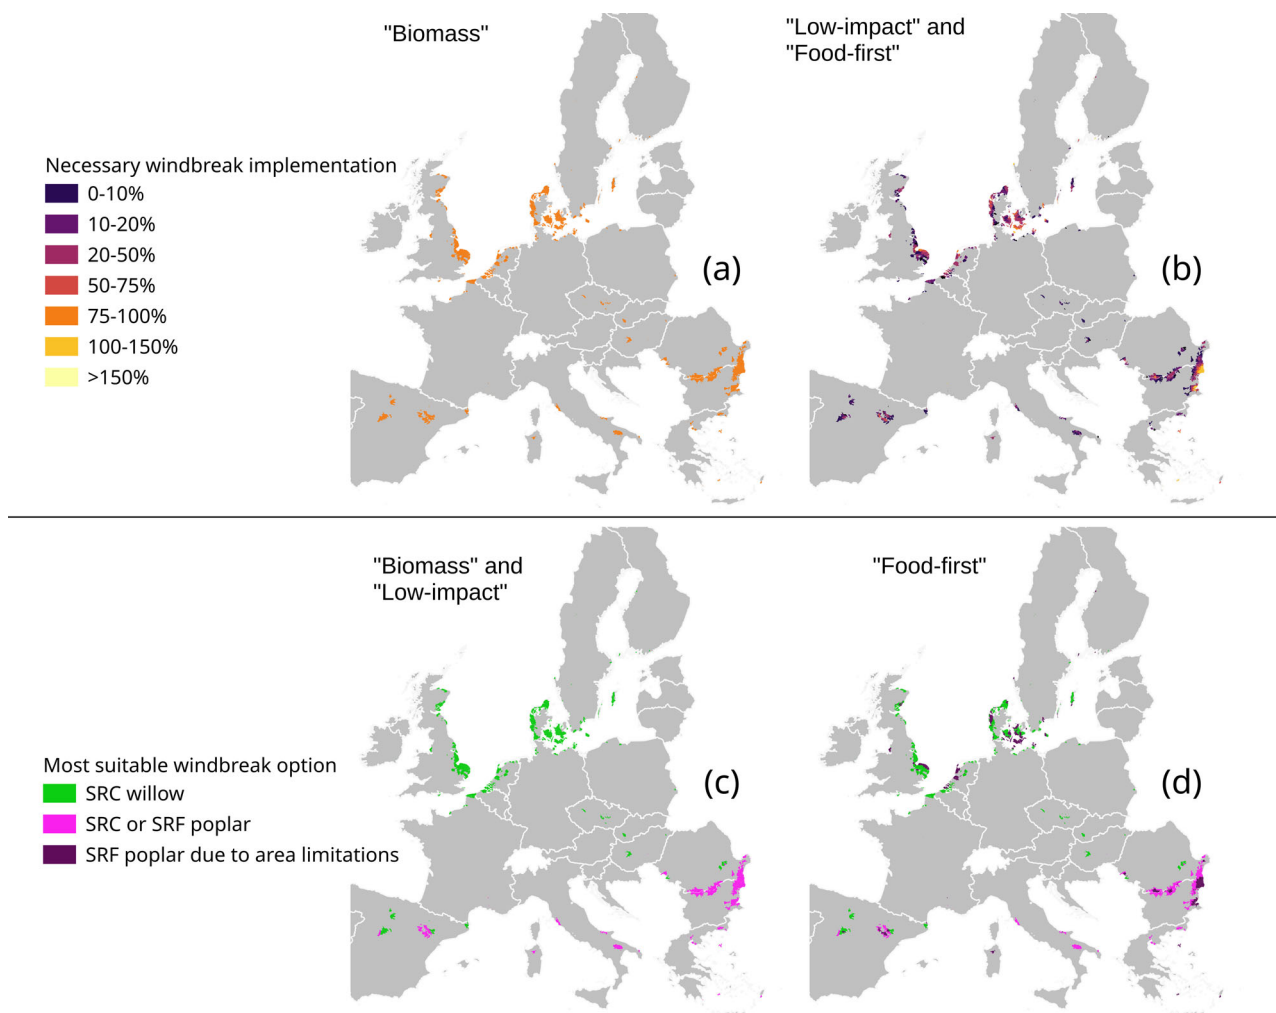 "Biomass"
"Low-impact" and
"Food-first"
Necessary windbreak implementation
0-10%
10-20%
20-50%
50-75%
75-100%
100-150%
>150%
(a)
(b)
"Biomass" and
"Low-impact"
"Food-first"
Most suitable windbreak option
SRC willow
SRC or SRF poplar
SRF poplar due to area limitations
(c)
(d)